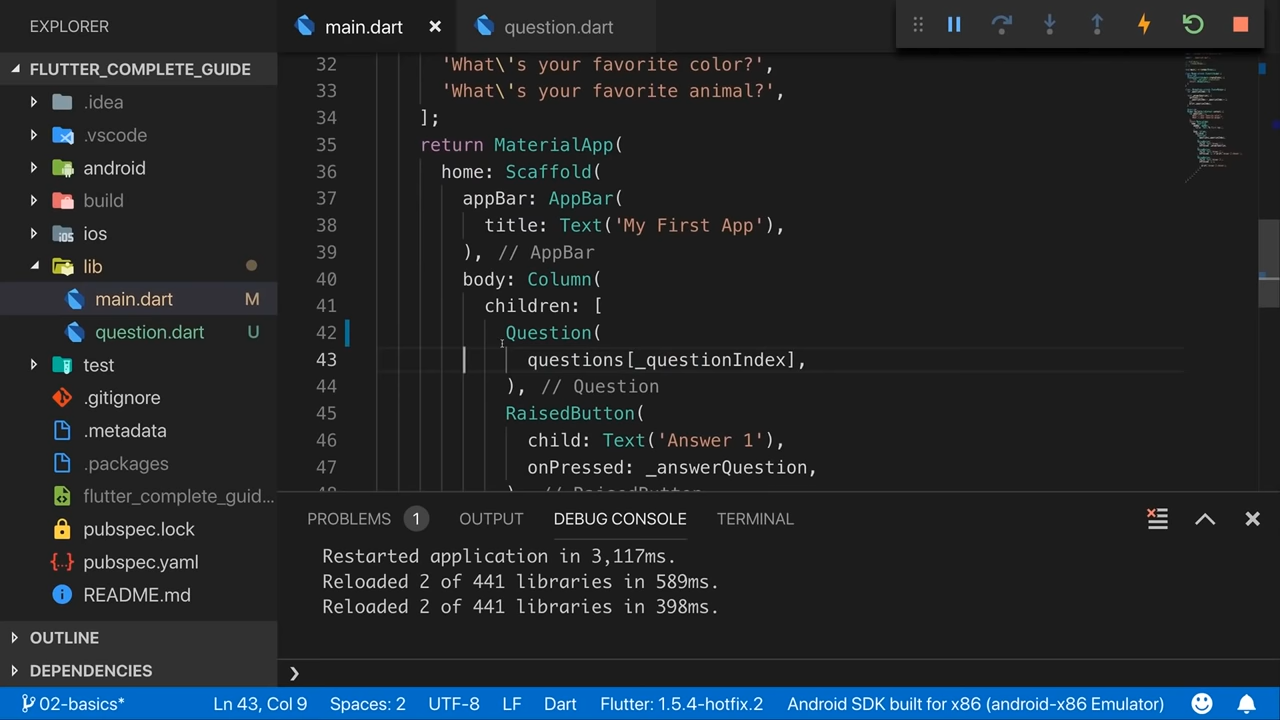 EXPLORER
FLUTTER_COMPLETE_GUIDE
.idea
.vscode
android
build
ios
lib
main.dart M
question.dart U
test
.gitignore
.metadata
.packages
flutter_complete_guid...
pubspec.lock
pubspec.yaml
README.md
OUTLINE
DEPENDENCIES
main.dart
question.dart
32 'What\'s your favorite color?',
33 'What\'s your favorite animal?',
34 ];
35 return MaterialApp(
36 home: Scaffold(
37 appBar: AppBar(
38 title: Text('My First App'),
39 ), // AppBar
40 body: Column(
41 children: [
42 Question(
43 questions[_questionIndex],
44 ), // Question
45 RaisedButton(
46 child: Text('Answer 1'),
47 onPressed: _answerQuestion,
48 ), // RaisedButton
PROBLEMS 1 OUTPUT DEBUG CONSOLE TERMINAL
Restarted application in 3,117ms.
Reloaded 2 of 441 libraries in 589ms.
Reloaded 2 of 441 libraries in 398ms.
02-basics* Ln 43, Col 9 Spaces: 2 UTF-8 LF Dart Flutter: 1.5.4-hotfix.2 Android SDK built for x86 (android-x86 Emulator)